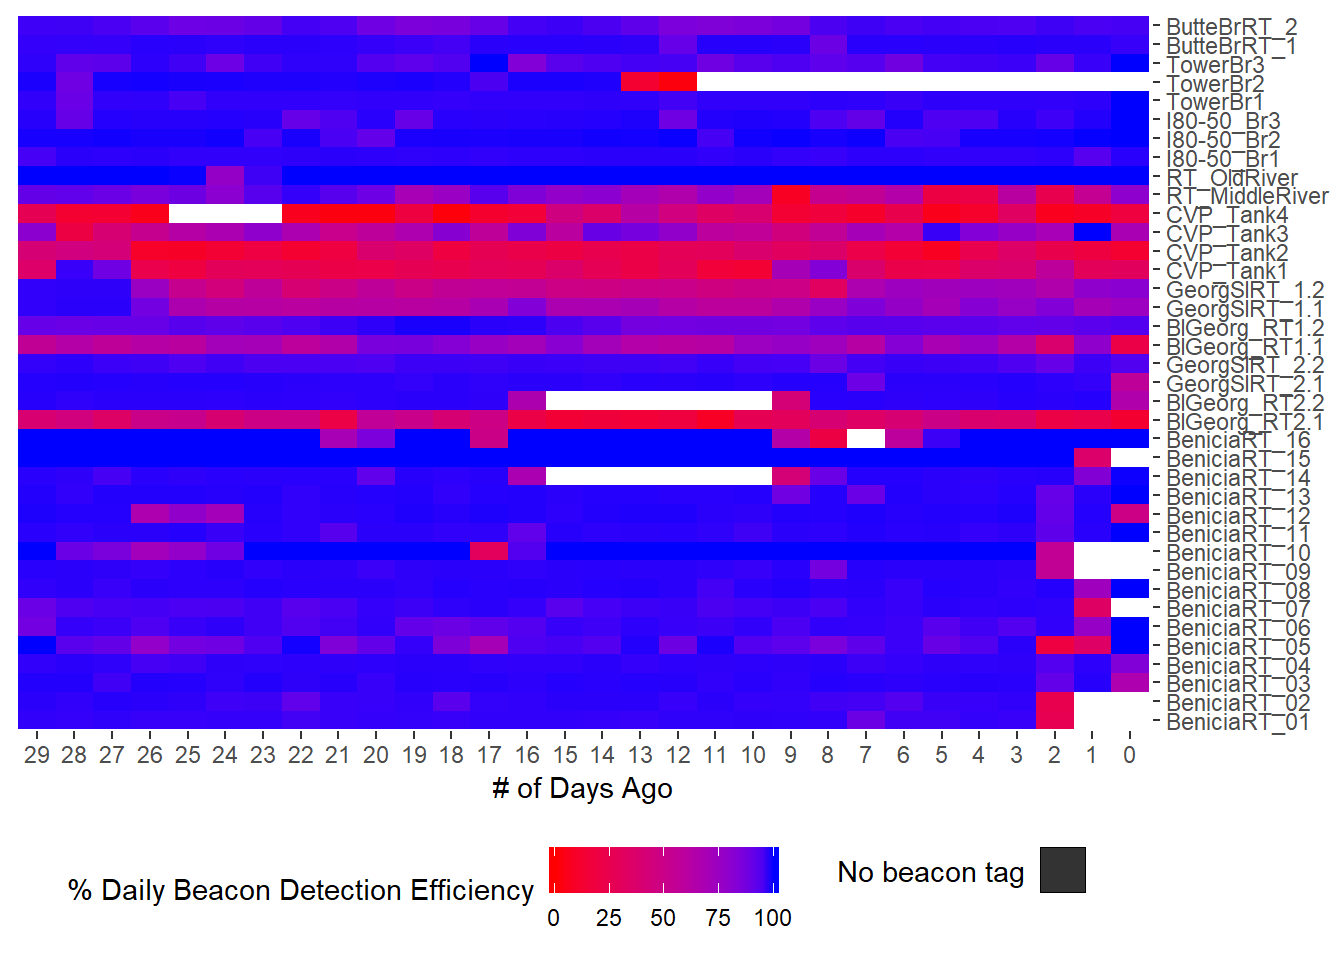 ButteBrRT_2
ButteBrRT_1
TowerBr3
TowerBr2
TowerBr1
I80-50_Br3
I80-50_Br2
I80-50_Br1
RT_OldRiver
RT_MiddleRiver
CVP_Tank4
CVP_Tank3
CVP_Tank2
CVP_Tank1
GeorgSlRT_1.2
GeorgSlRT_1.1
BlGeorg_RT1.2
BlGeorg_RT1.1
GeorgSlRT_2.2
GeorgSlRT_2.1
BlGeorg_RT2.2
BlGeorg_RT2.1
BeniciaRT_16
BeniciaRT_15
BeniciaRT_14
BeniciaRT_13
BeniciaRT_12
BeniciaRT_11
BeniciaRT_10
BeniciaRT_09
BeniciaRT_08
BeniciaRT_07
BeniciaRT_06
BeniciaRT_05
BeniciaRT_04
BeniciaRT_03
BeniciaRT_02
BeniciaRT_01
29 28 27 26 25 24 23 22 21 20 19 18 17 16 15 14 13 12 11 10 9 8 7 6 5 4 3 2 1 0
# of Days Ago
% Daily Beacon Detection Efficiency
0 25 50 75 100
No beacon tag